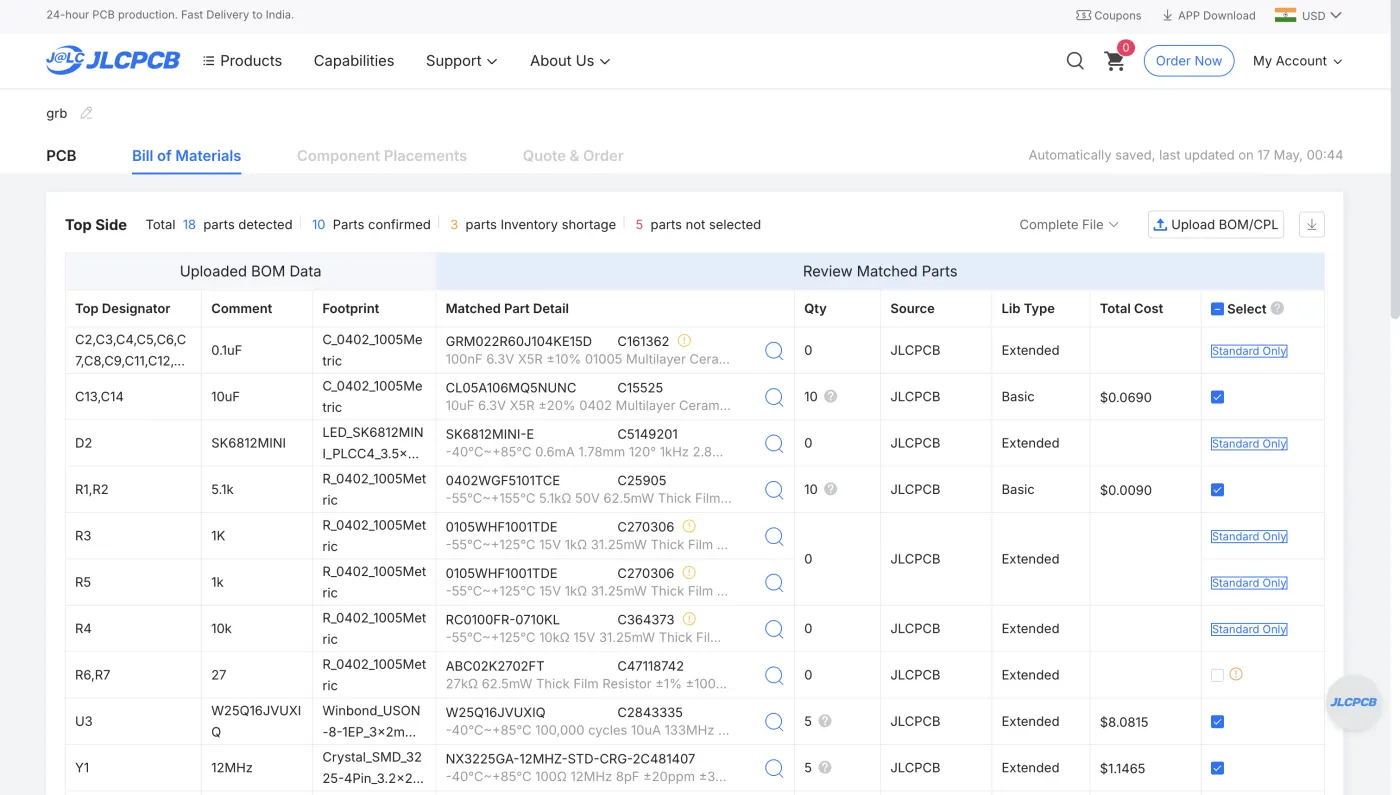 24-hour PCB production. Fast Delivery to India.
Coupons APP Download USD
J@LC JLCPCB Products Capabilities Support About Us 0 Order Now My Account
grb
PCB Bill of Materials Component Placements Quote & Order Automatically saved, last updated on 17 May, 00:44
Top Side Total 18 parts detected 10 Parts confirmed 3 parts Inventory shortage 5 parts not selected Complete File Upload BOM/CPL
Uploaded BOM Data Review Matched Parts
Top Designator Comment Footprint Matched Part Detail Qty Source Lib Type Total Cost Select
C2,C3,C4,C5,C6,C
7,C8,C9,C11,C12,...
0.1uF
C_0402_1005Me
tric
GRM022R60J104KE15D C161362
100nF 6.3V X5R ±10% 01005 Multilayer Cera...
0 JLCPCB Extended Standard Only
C13,C14 10uF
C_0402_1005Me
tric
CL05A106MQ5NUNC C15525
10uF 6.3V X5R ±20% 0402 Multilayer Ceram...
10 JLCPCB Basic $0.0690
D2 SK6812MINI
LED_SK6812MIN
I_PLCC4_3.5×...
SK6812MINI-E C5149201
-40℃~+85℃ 0.6mA 1.78mm 120° 1kHz 2.8...
0 JLCPCB Extended Standard Only
R1,R2 5.1k
R_0402_1005Met
ric
0402WGF5101TCE C25905
-55℃~+155℃ 5.1kΩ 50V 62.5mW Thick Film...
10 JLCPCB Basic $0.0090
R3 1K
R_0402_1005Met
ric
0105WHF1001TDE C270306
-55℃~+125℃ 15V 1kΩ 31.25mW Thick Film ...
Standard Only
0 JLCPCB Extended
R5 1k
R_0402_1005Met
ric
0105WHF1001TDE C270306
-55℃~+125℃ 15V 1kΩ 31.25mW Thick Film ...
Standard Only
R4 10k
R_0402_1005Met
ric
RC0100FR-0710KL C364373
-55℃~+125℃ 10kΩ 15V 31.25mW Thick Fil...
0 JLCPCB Extended Standard Only
R6,R7 27
R_0402_1005Met
ric
ABC02K2702FT C47118742
27kΩ 62.5mW Thick Film Resistor ±1% ±100...
0 JLCPCB Extended
U3
W25Q16JVUXI
Q
Winbond_USON
-8-1EP_3×2m...
W25Q16JVUXIQ C2843335
-40℃~+85℃ 100,000 cycles 10uA 133MHz ...
5 JLCPCB Extended $8.0815
JLCPCB
Y1 12MHz
Crystal_SMD_32
25-4Pin_3.2×2...
NX3225GA-12MHZ-STD-CRG-2C481407
-40℃~+85℃ 100Ω 12MHz 8pF ±20ppm ±3...
5 JLCPCB Extended $1.1465